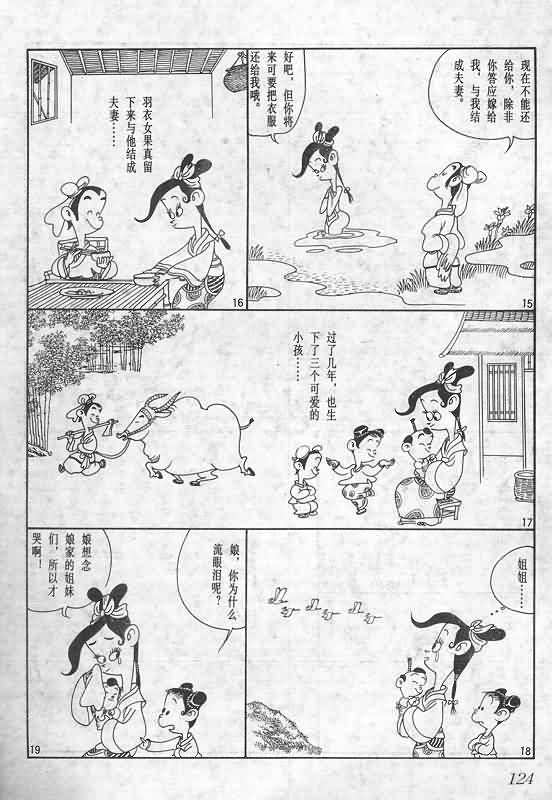 现在不能还
给你，除非
你答应嫁给
我，与我结
成夫妻。
15
好吧，但你将
来可要把衣服
还给我哦。
羽衣女果真留
下来与他结成
夫妻……
16
过了几年，也生
下了三个可爱的
小孩……
17
姐姐……
18
娘，你为什么
流眼泪呢？
娘想念
娘家的姐妹
们，所以才
哭啊！
19
124